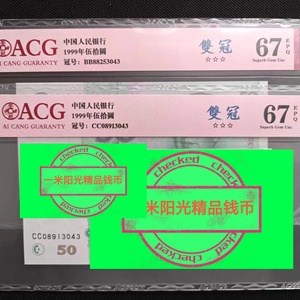 ACG
AI CANG GUARANTY
中国人民银行
1999年伍拾圆
冠号: BB88253043
雙冠
☆☆☆
67 EPQ
Superb Gem Unc
ACG
AI CANG GUARANTY
中国人民银行
1999年伍拾圆
冠号: CC08913043
雙冠
☆☆☆
67 EPQ
Superb Gem Unc
checked
一米阳光精品钱币
checked
checked
一米阳光精品钱币
checked
CC08913043
50